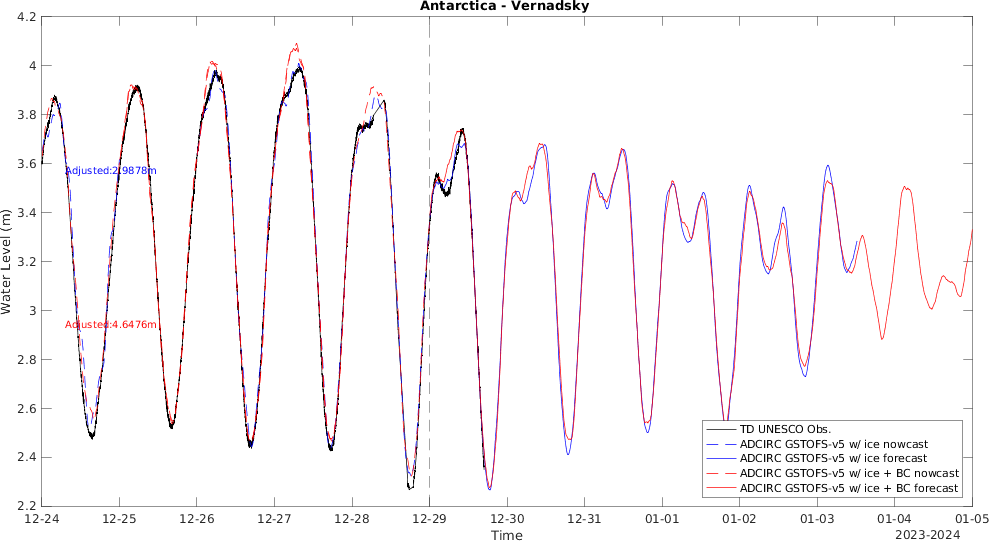 Antarctica - Vernadsky
4.2
4
3.8
3.6
3.4
3.2
3
2.8
2.6
2.4
2.2
Water Level (m)
Adjusted:2.9878m
Adjusted:4.6476m
TD UNESCO Obs.
ADCIRC GSTOFS-v5 w/ ice nowcast
ADCIRC GSTOFS-v5 w/ ice forecast
ADCIRC GSTOFS-v5 w/ ice + BC nowcast
ADCIRC GSTOFS-v5 w/ ice + BC forecast
12-24 12-25 12-26 12-27 12-28 12-29 12-30 12-31 01-01 01-02 01-03 01-04 01-05
Time
2023-2024